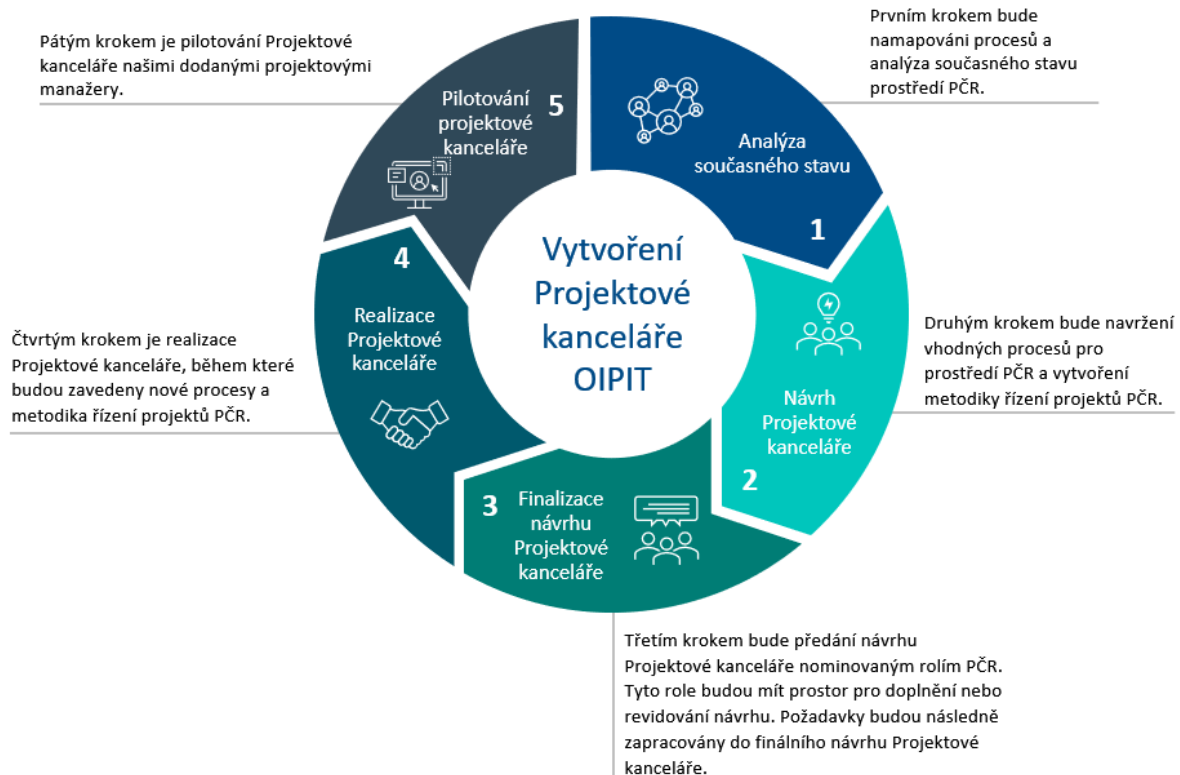 Vytvoření
Projektové
kanceláře
OIPIT
Analýza
současného stavu
1
Prvním krokem bude
namapováni procesů a
analýza současného stavu
prostředí PČR.
Návrh
Projektové
kanceláře
2
Druhým krokem bude navržení
vhodných procesů pro
prostředí PČR a vytvoření
metodiky řízení projektů PČR.
3
Finalizace
návrhu
Projektové
kanceláře
Třetím krokem bude předání návrhu
Projektové kanceláře nominovaným rolím PČR.
Tyto role budou mít prostor pro doplnění nebo
revidování návrhu. Požadavky budou následně
zapracovány do finálního návrhu Projektové
kanceláře.
4
Realizace
Projektové
kanceláře
Čtvrtým krokem je realizace
Projektové kanceláře, během které
budou zavedeny nové procesy a
metodika řízení projektů PČR.
5
Pilotování
projektové
kanceláře
Pátým krokem je pilotování Projektové
kanceláře našimi dodanými projektovými
manažery.